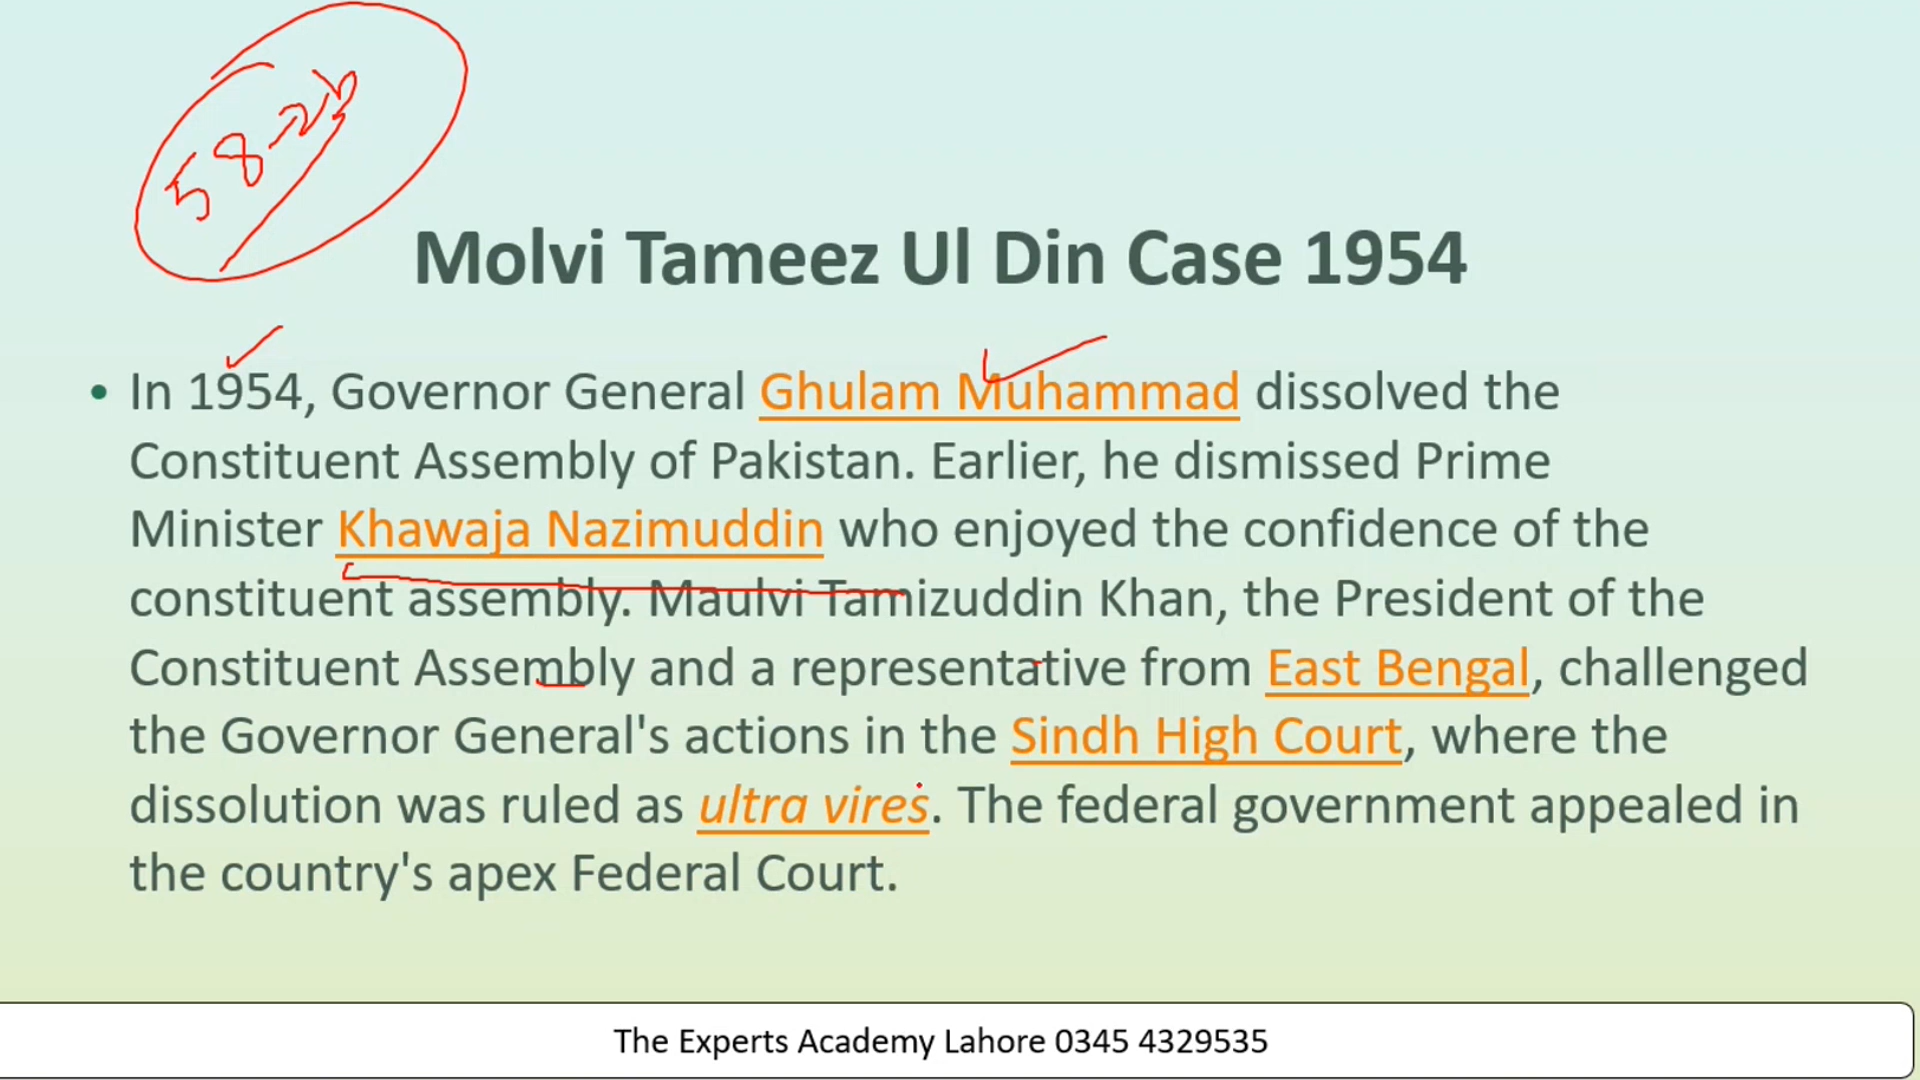 58-2b
Molvi Tameez Ul Din Case 1954
• In 1954, Governor General Ghulam Muhammad dissolved the
Constituent Assembly of Pakistan. Earlier, he dismissed Prime
Minister Khawaja Nazimuddin who enjoyed the confidence of the
constituent assembly. Maulvi Tamizuddin Khan, the President of the
Constituent Assembly and a representative from East Bengal, challenged
the Governor General's actions in the Sindh High Court, where the
dissolution was ruled as ultra vires. The federal government appealed in
the country's apex Federal Court.
The Experts Academy Lahore 0345 4329535